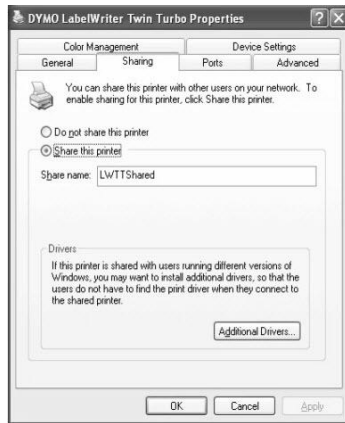 DYMO LabelWriter Twin Turbo Properties
Color Management Device Settings
General Sharing Ports Advanced
You can share this printer with other users on your network. To
enable sharing for this printer, click Share this printer.
Do not share this printer
Share this printer
Share name: LWTTShared
Drivers
If this printer is shared with users running different versions of
Windows, you may want to install additional drivers, so that the
users do not have to find the print driver when they connect to
the shared printer.
Additional Drivers...
OK Cancel Apply